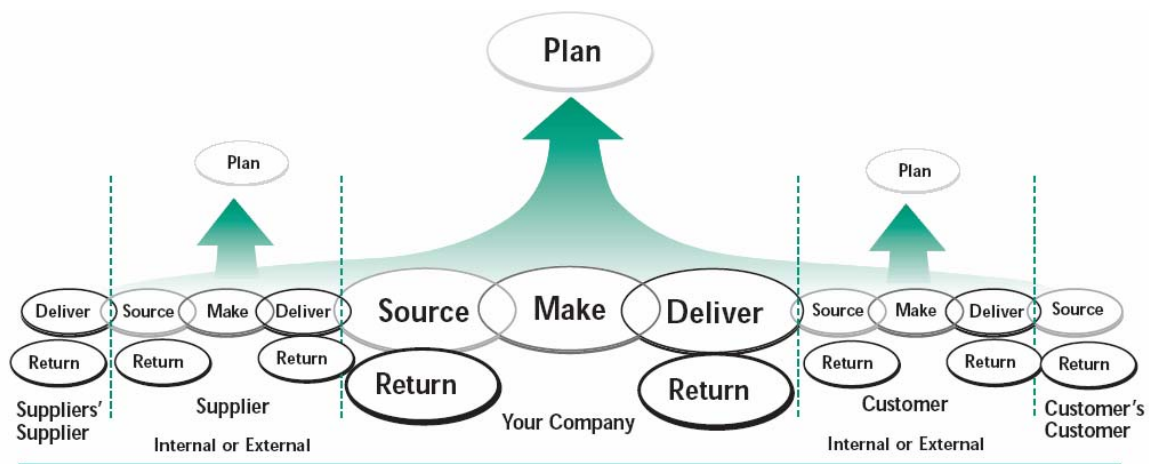 Plan
Plan
Plan
Deliver Source Make Deliver Source Make Deliver Source Make Deliver Source
Return Return Return Return Return Return Return Return
Suppliers'
Supplier
Supplier
Internal or External
Your Company
Customer
Internal or External
Customer's
Customer